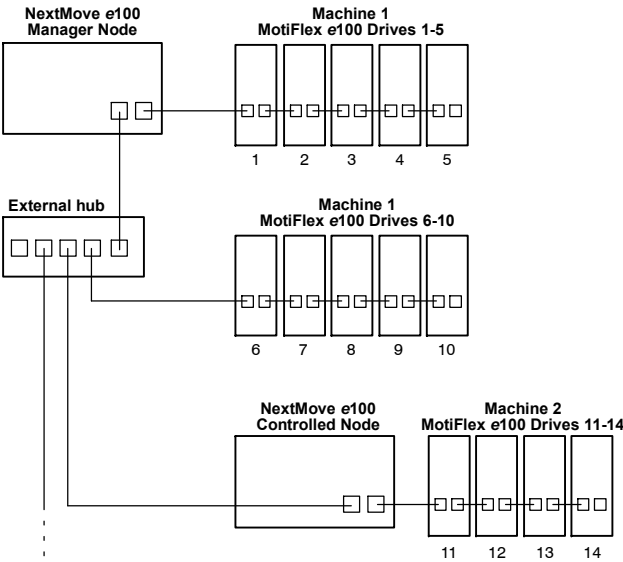 NextMove e100
Manager Node
Machine 1
MotiFlex e100 Drives 1-5
1 2 3 4 5
External hub
Machine 1
MotiFlex e100 Drives 6-10
6 7 8 9 10
NextMove e100
Controlled Node
Machine 2
MotiFlex e100 Drives 11-14
11 12 13 14